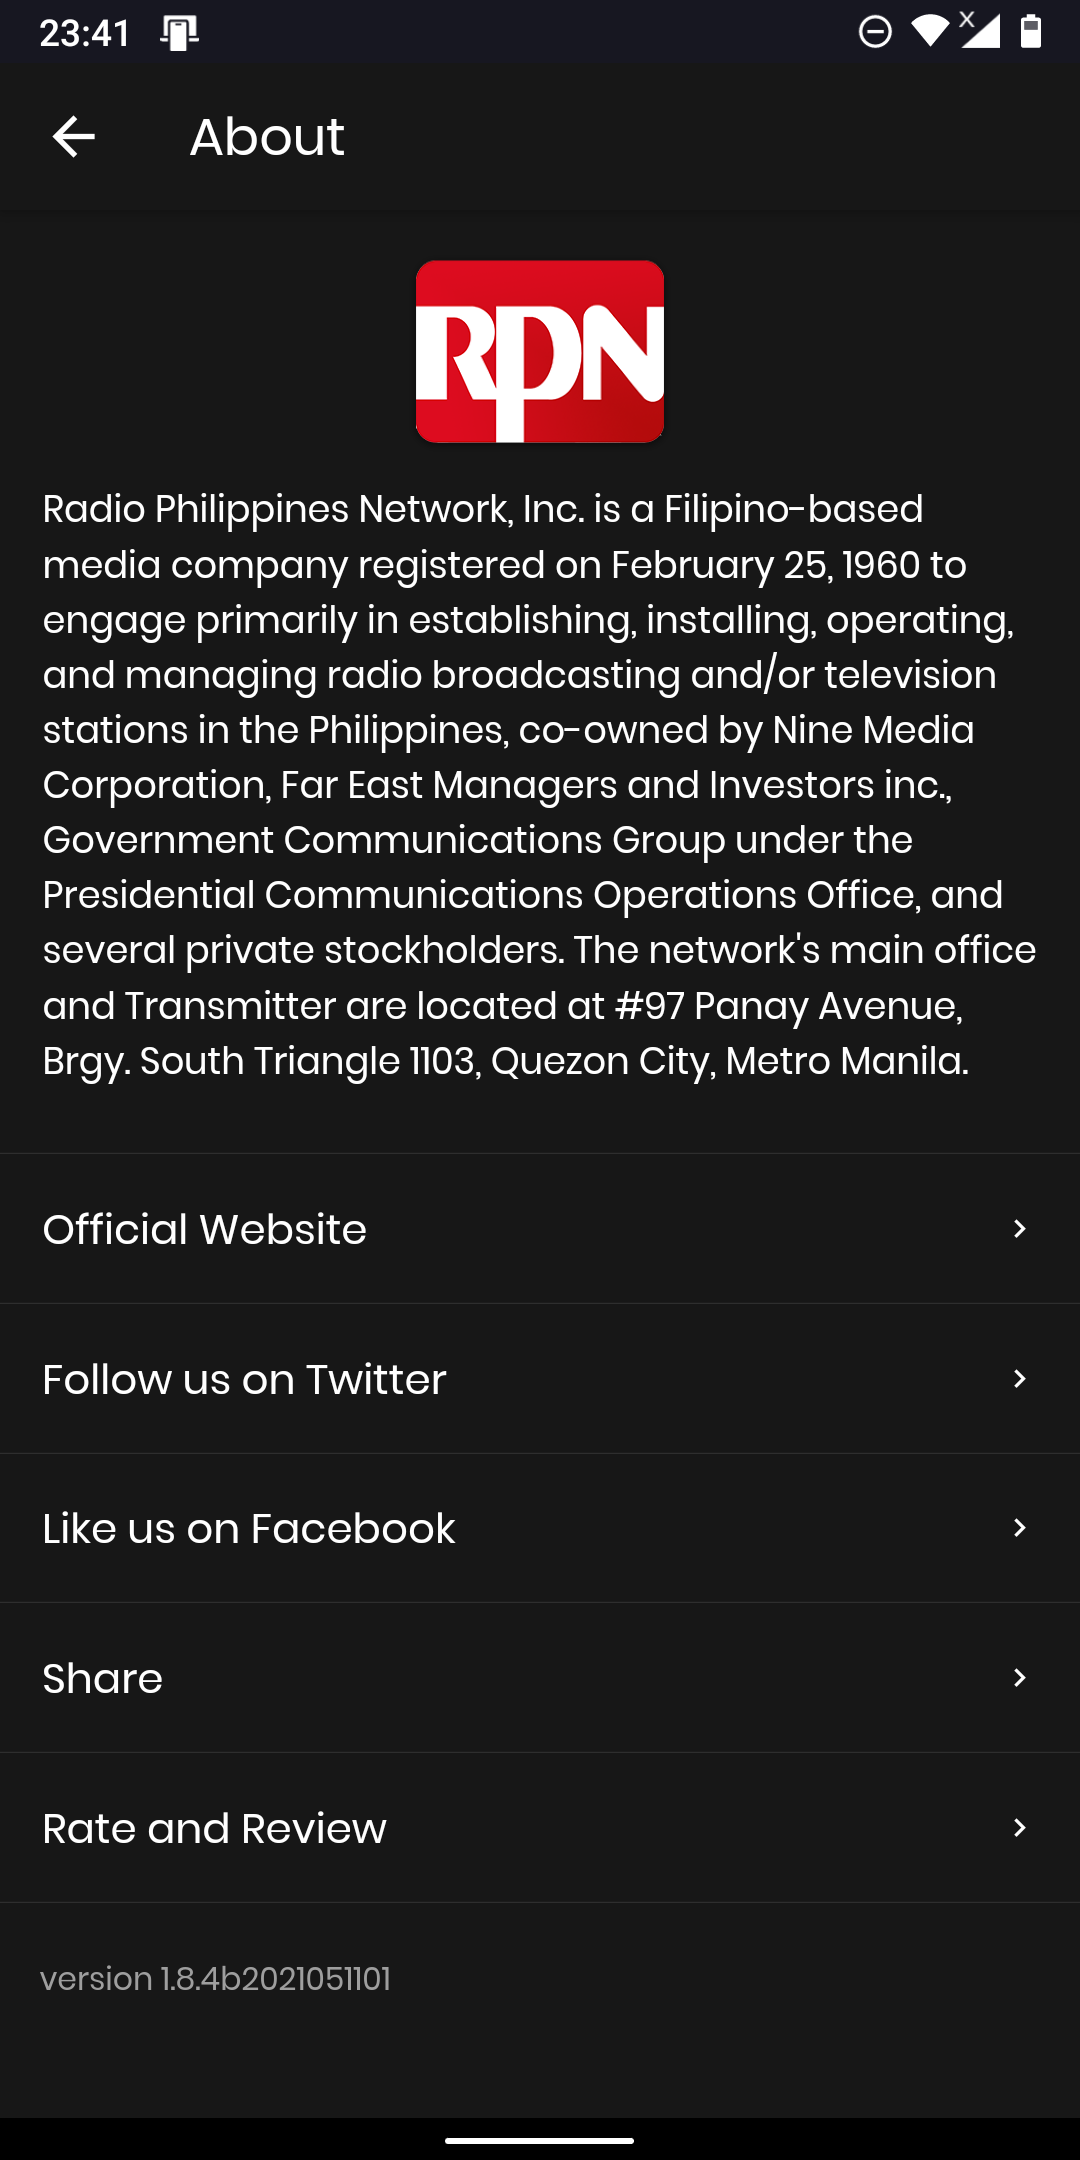 23:41
About
RPN
Radio Philippines Network, Inc. is a Filipino-based
media company registered on February 25, 1960 to
engage primarily in establishing, installing, operating,
and managing radio broadcasting and/or television
stations in the Philippines, co-owned by Nine Media
Corporation, Far East Managers and Investors inc.,
Government Communications Group under the
Presidential Communications Operations Office, and
several private stockholders. The network's main office
and Transmitter are located at #97 Panay Avenue,
Brgy. South Triangle 1103, Quezon City, Metro Manila.
Official Website
Follow us on Twitter
Like us on Facebook
Share
Rate and Review
version 1.8.4b2021051101